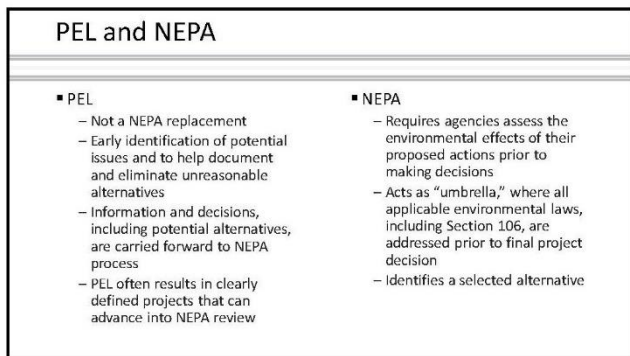 PEL and NEPA
▪ PEL
– Not a NEPA replacement
– Early identification of potential
issues and to help document
and eliminate unreasonable
alternatives
– Information and decisions,
including potential alternatives,
are carried forward to NEPA
process
– PEL often results in clearly
defined projects that can
advance into NEPA review
▪ NEPA
– Requires agencies assess the
environmental effects of their
proposed actions prior to
making decisions
– Acts as “umbrella,” where all
applicable environmental laws,
including Section 106, are
addressed prior to final project
decision
– Identifies a selected alternative